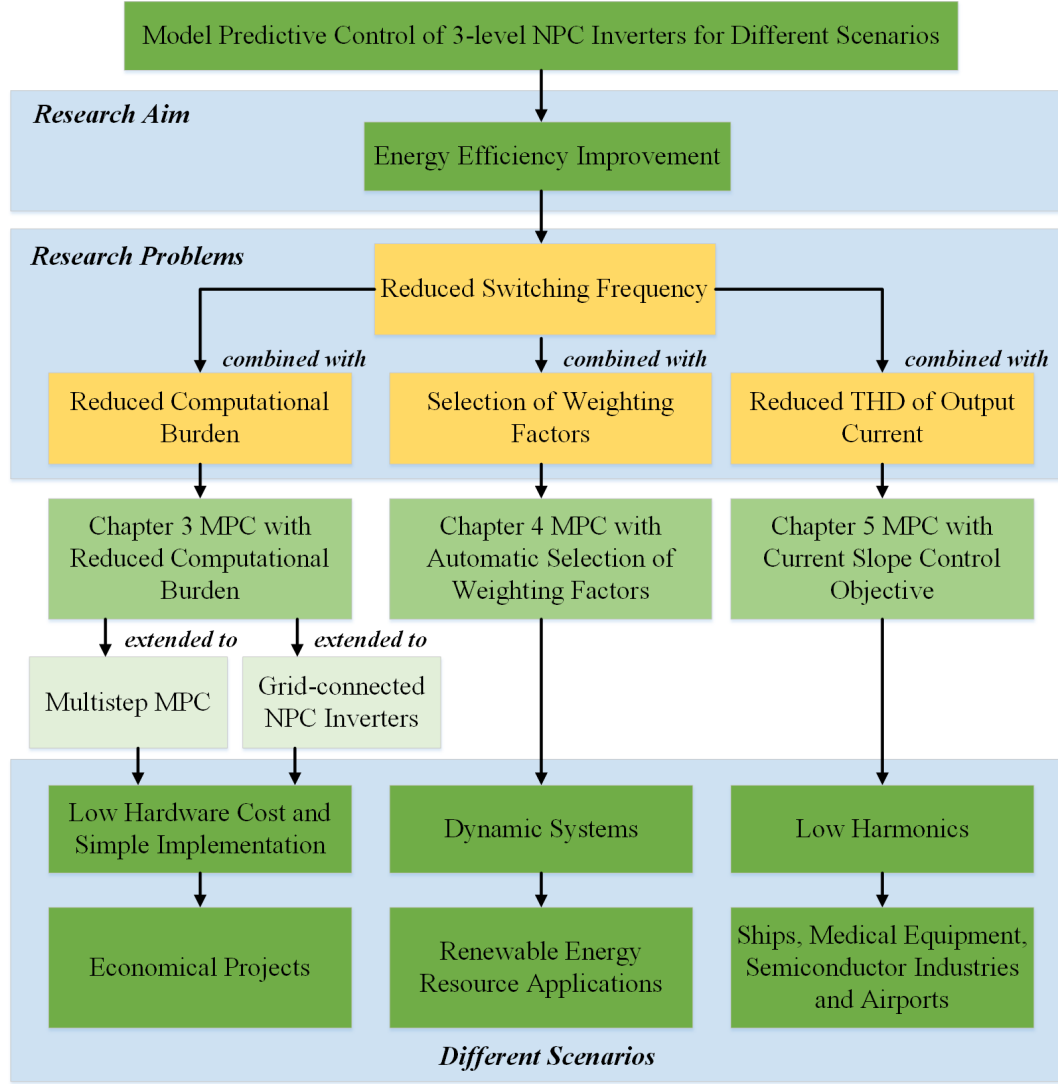 Model Predictive Control of 3-level NPC Inverters for Different Scenarios
Research Aim
Energy Efficiency Improvement
Research Problems
Reduced Switching Frequency
combined with
combined with
combined with
Reduced Computational
Burden
Selection of Weighting
Factors
Reduced THD of Output
Current
Chapter 3 MPC with
Reduced Computational
Burden
Chapter 4 MPC with
Automatic Selection of
Weighting Factors
Chapter 5 MPC with
Current Slope Control
Objective
extended to
extended to
Multistep MPC
Grid-connected
NPC Inverters
Low Hardware Cost and
Simple Implementation
Dynamic Systems
Low Harmonics
Economical Projects
Renewable Energy
Resource Applications
Ships, Medical Equipment,
Semiconductor Industries
and Airports
Different Scenarios